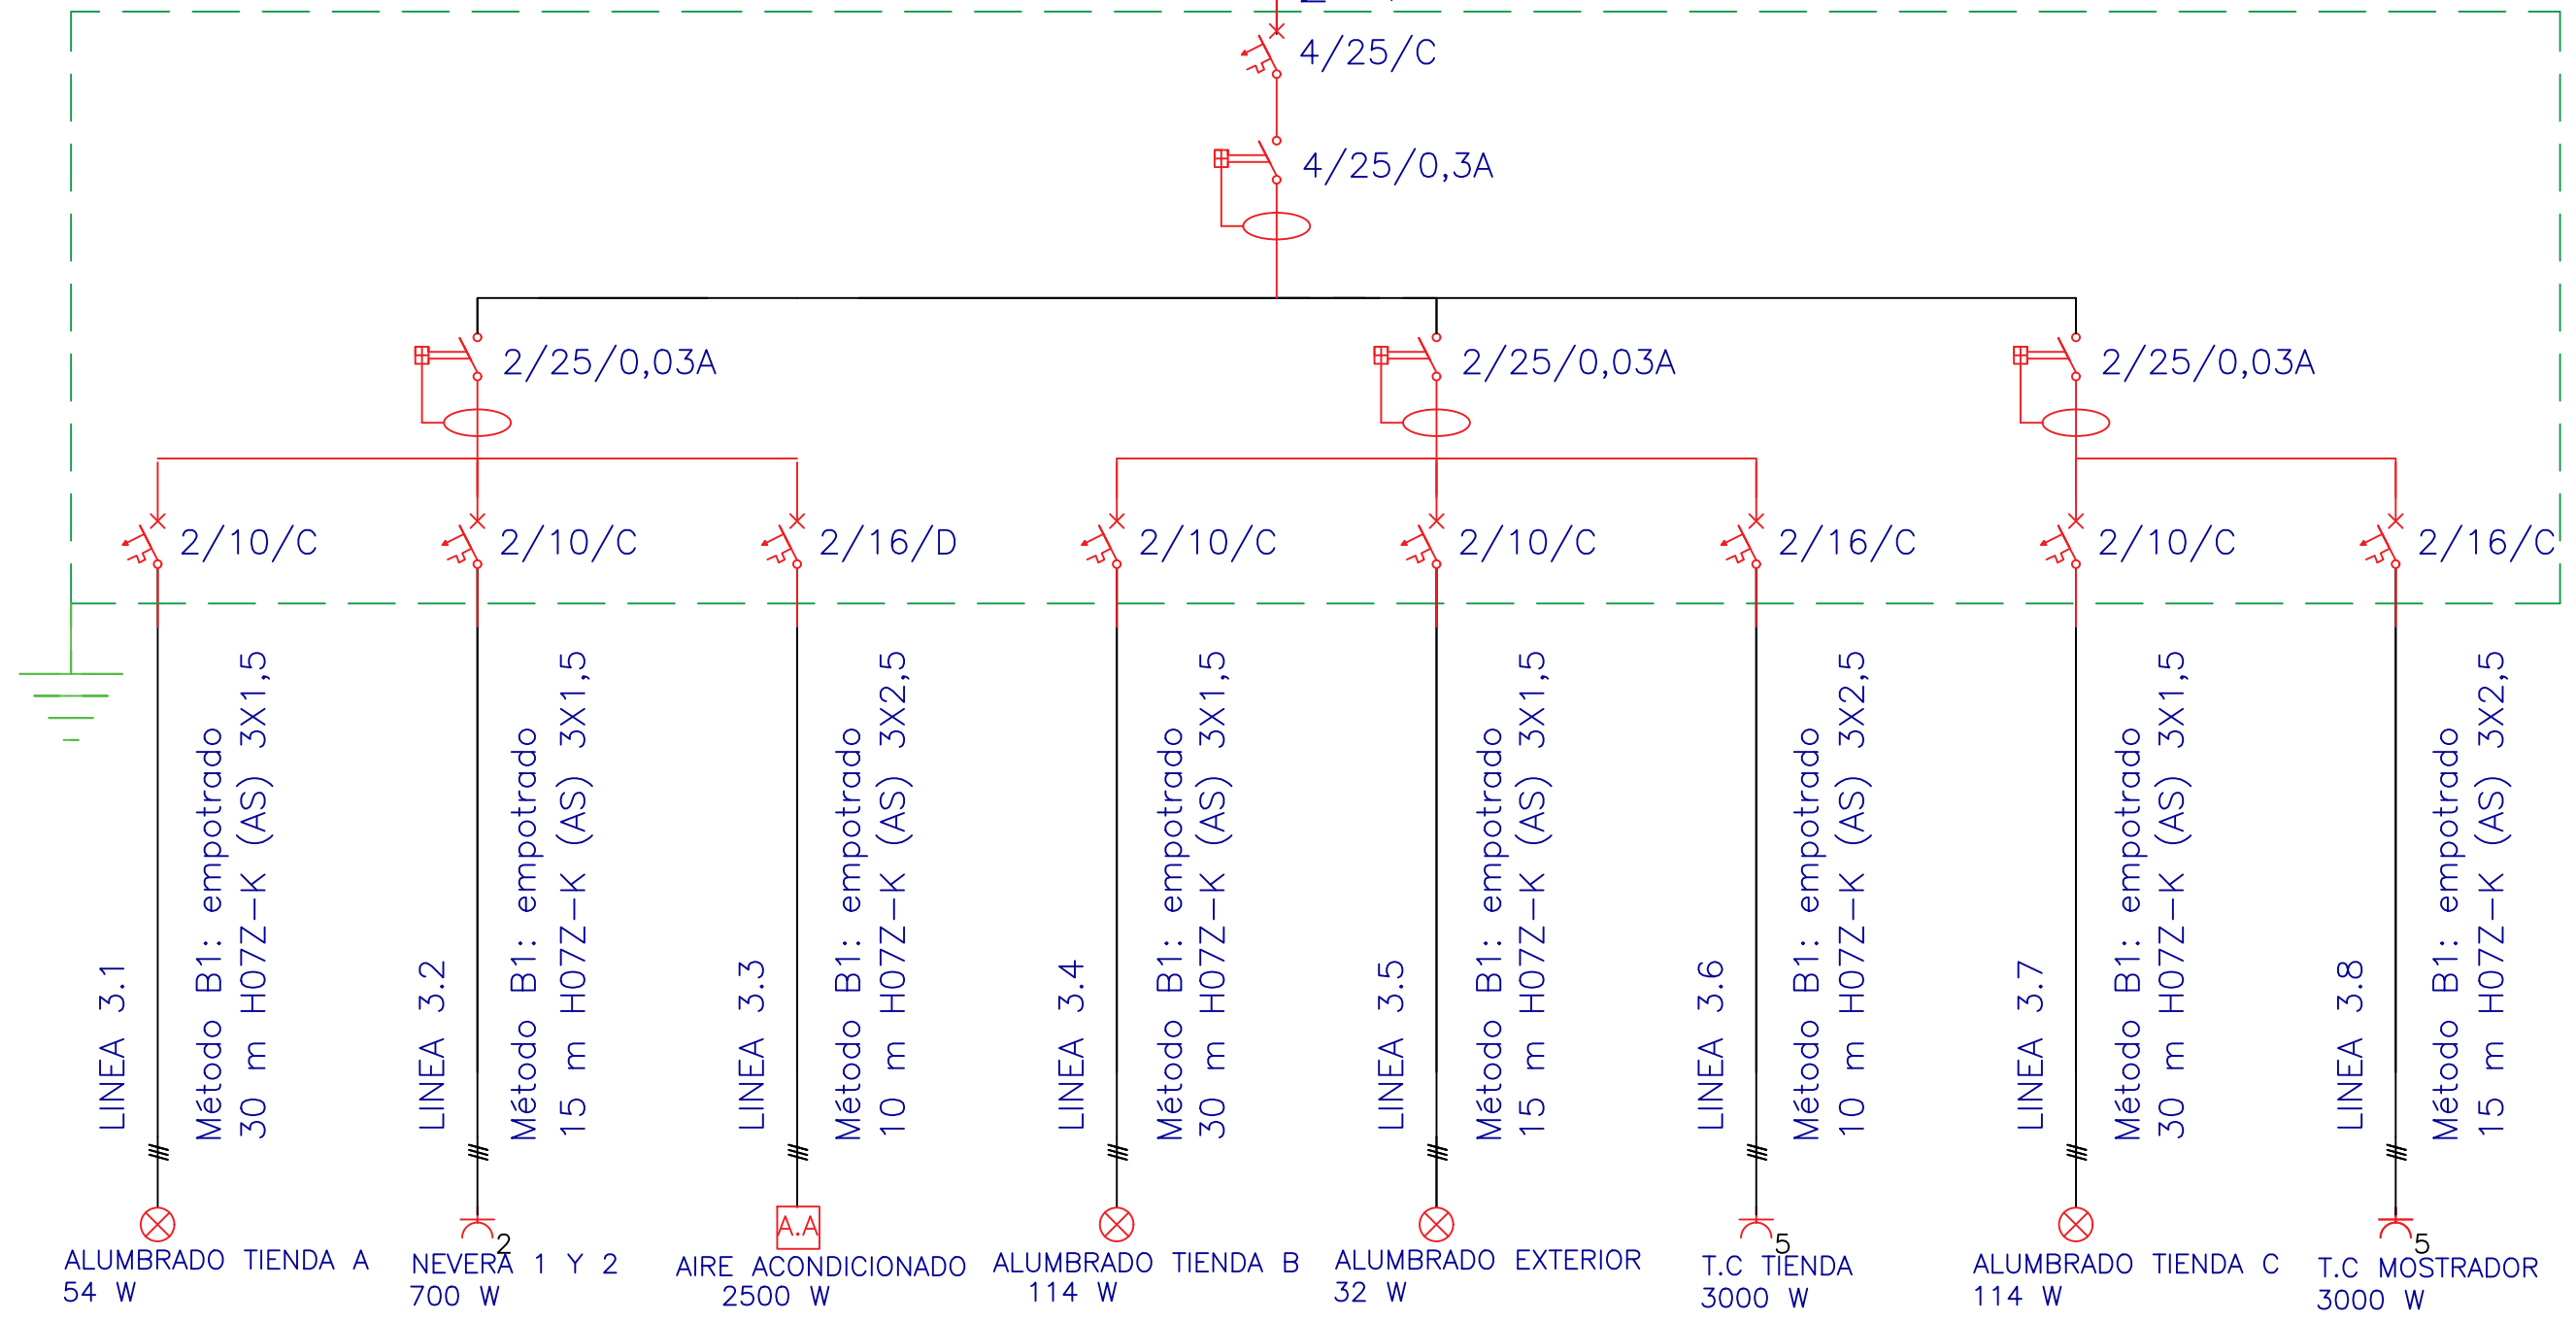 4/25/C
4/25/0,3A
2/25/0,03A
2/25/0,03A
2/25/0,03A
2/10/C
2/10/C
2/16/D
2/10/C
2/10/C
2/16/C
2/10/C
2/16/C
LINEA 3.1
Método B1: empotrado
30 m H07Z-K (AS) 3X1,5
LINEA 3.2
Método B1: empotrado
15 m H07Z-K (AS) 3X1,5
LINEA 3.3
Método B1: empotrado
10 m H07Z-K (AS) 3X2,5
LINEA 3.4
Método B1: empotrado
30 m H07Z-K (AS) 3X1,5
LINEA 3.5
Método B1: empotrado
15 m H07Z-K (AS) 3X1,5
LINEA 3.6
Método B1: empotrado
10 m H07Z-K (AS) 3X2,5
LINEA 3.7
Método B1: empotrado
30 m H07Z-K (AS) 3X1,5
LINEA 3.8
Método B1: empotrado
15 m H07Z-K (AS) 3X2,5
ALUMBRADO TIENDA A
54 W
2
NEVERA 1 Y 2
700 W
A.A
AIRE ACONDICIONADO
2500 W
ALUMBRADO TIENDA B
114 W
ALUMBRADO EXTERIOR
32 W
5
T.C TIENDA
3000 W
ALUMBRADO TIENDA C
114 W
5
T.C MOSTRADOR
3000 W